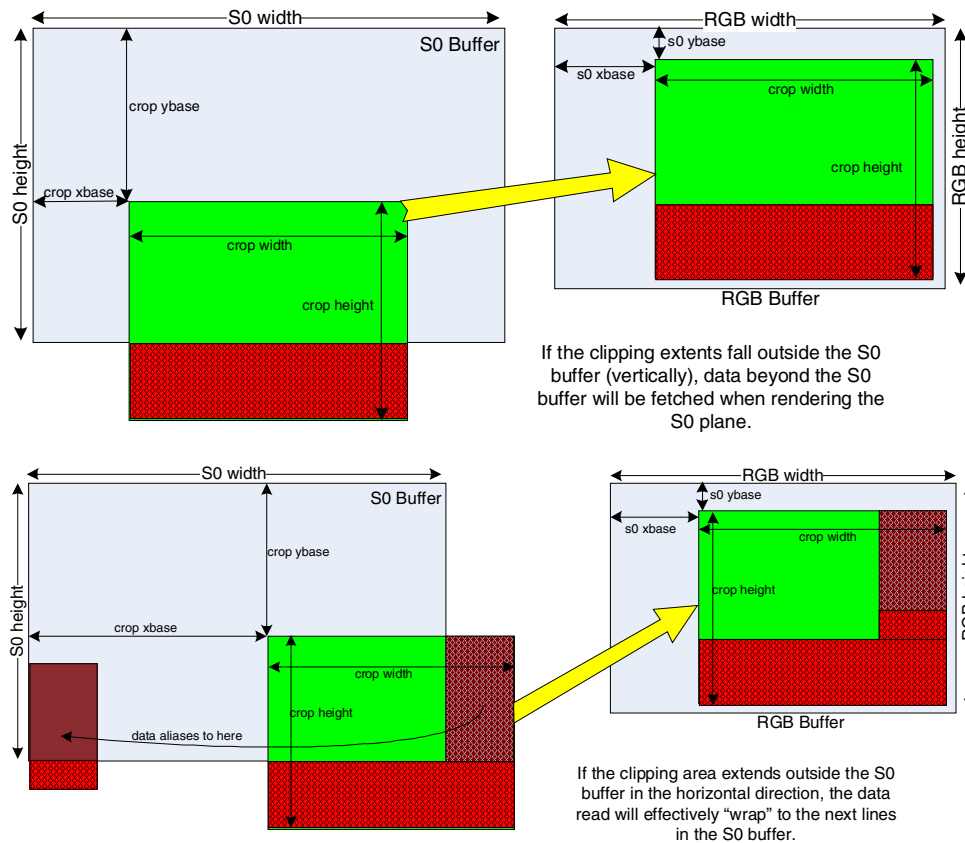 S0 width
S0 Buffer
S0 height
crop ybase
crop xbase
crop width
crop height
RGB width
s0 ybase
s0 xbase
crop width
crop height
RGB height
RGB Buffer
If the clipping extents fall outside the S0
buffer (vertically), data beyond the S0
buffer will be fetched when rendering the
S0 plane.
S0 width
S0 Buffer
S0 height
crop ybase
crop xbase
crop width
crop height
data aliases to here
RGB width
s0 ybase
s0 xbase
crop width
crop height
RGB Buffer
If the clipping area extends outside the S0
buffer in the horizontal direction, the data
read will effectively “wrap” to the next lines
in the S0 buffer.